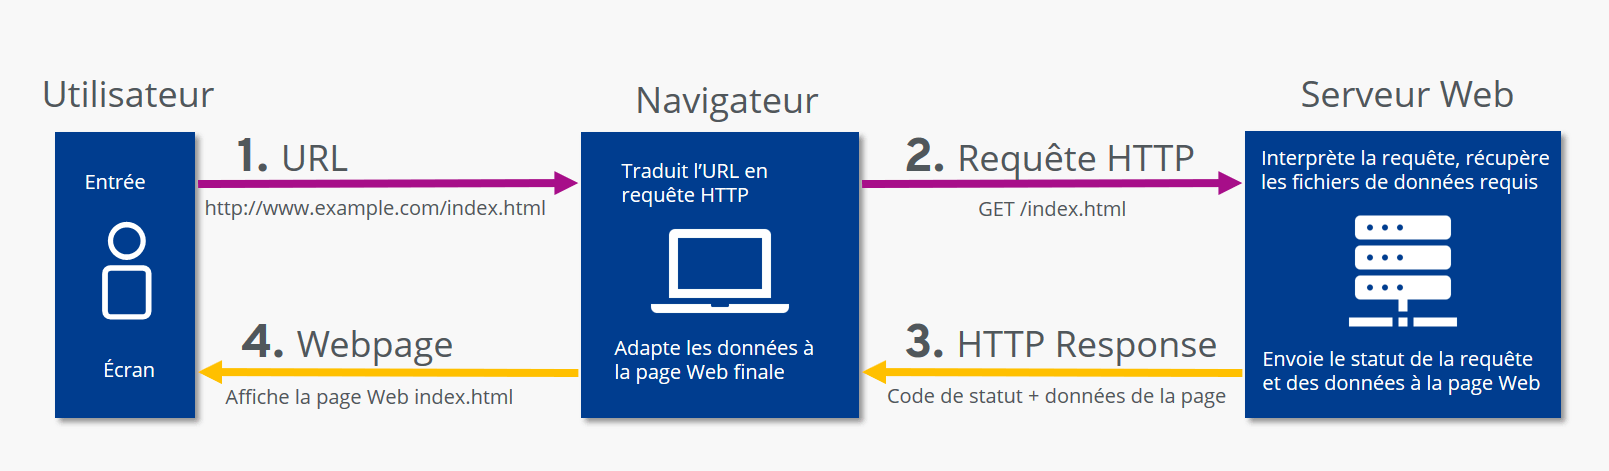 Utilisateur
Navigateur
Serveur Web
Entrée
Écran
1. URL
http://www.example.com/index.html
Traduit l’URL en
requête HTTP
2. Requête HTTP
GET /index.html
Interprète la requête, récupère
les fichiers de données requis
Envoie le statut de la requête
et des données à la page Web
3. HTTP Response
Code de statut + données de la page
Adapte les données à
la page Web finale
4. Webpage
Affiche la page Web index.html